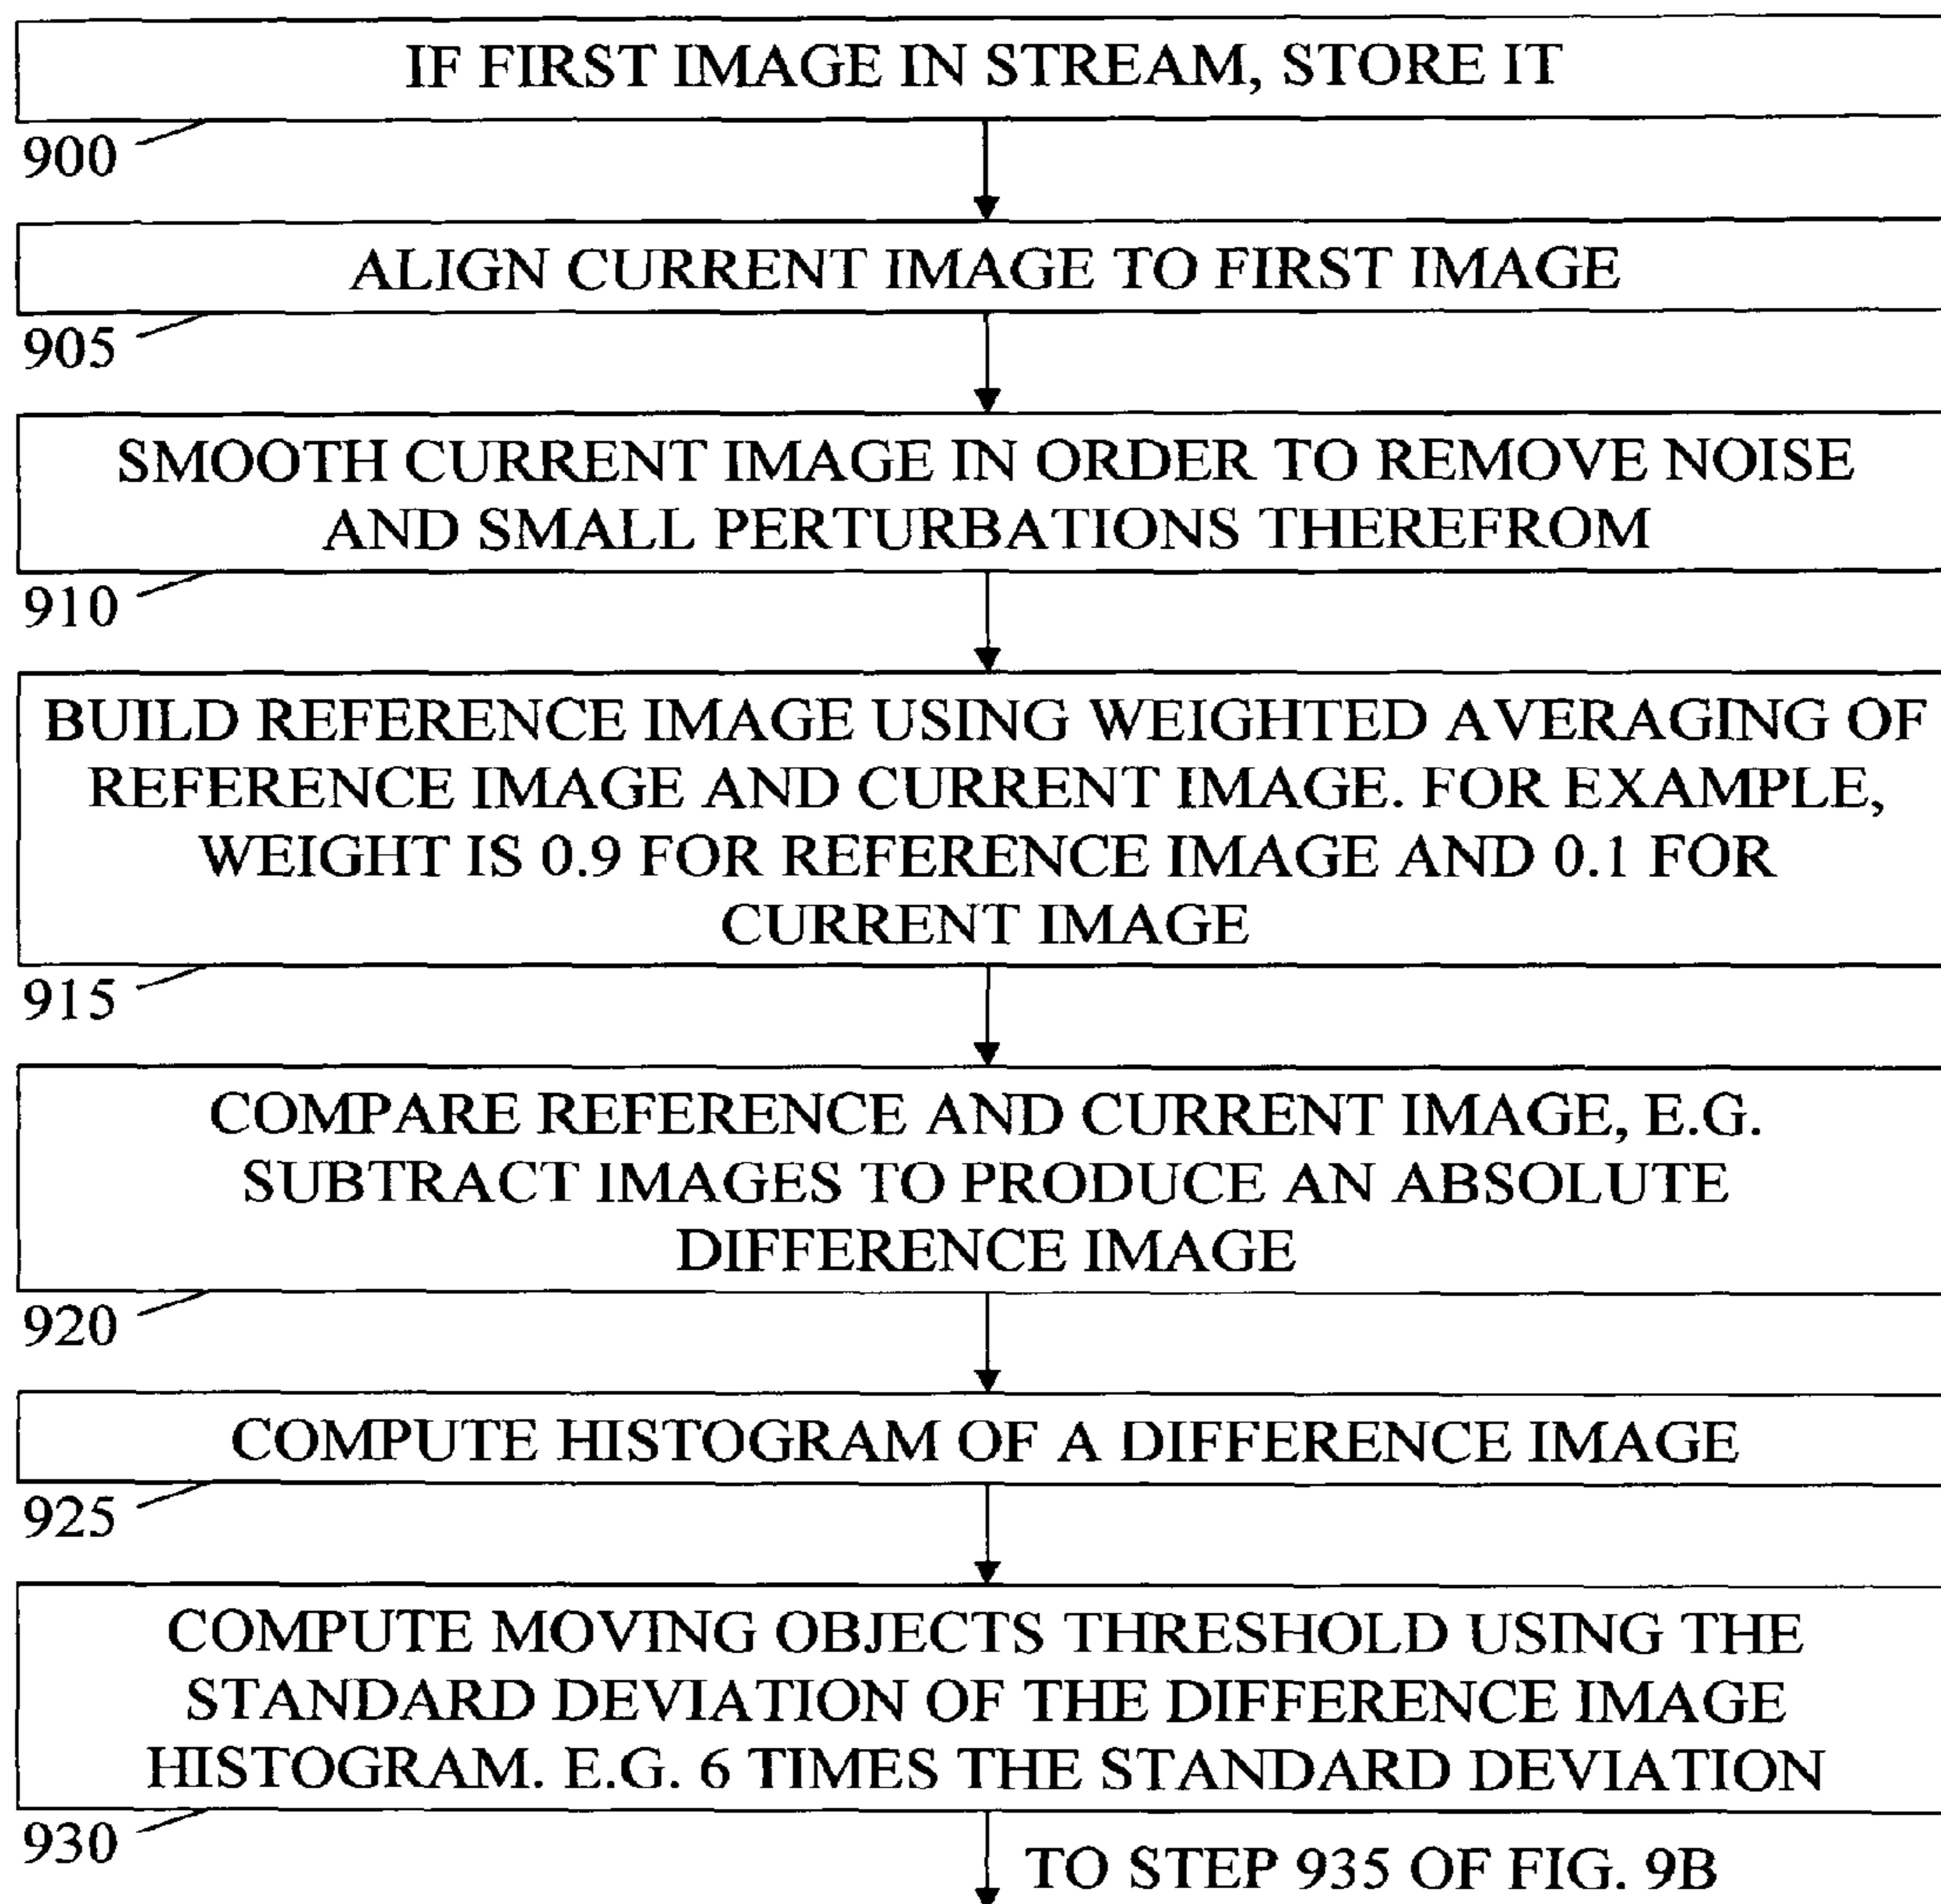 IF FIRST IMAGE IN STREAM, STORE IT
900
ALIGN CURRENT IMAGE TO FIRST IMAGE
905
SMOOTH CURRENT IMAGE IN ORDER TO REMOVE NOISE
AND SMALL PERTURBATIONS THEREFROM
910
BUILD REFERENCE IMAGE USING WEIGHTED AVERAGING OF
REFERENCE IMAGE AND CURRENT IMAGE. FOR EXAMPLE,
WEIGHT IS 0.9 FOR REFERENCE IMAGE AND 0.1 FOR
CURRENT IMAGE
915
COMPARE REFERENCE AND CURRENT IMAGE, E.G.
SUBTRACT IMAGES TO PRODUCE AN ABSOLUTE
DIFFERENCE IMAGE
920
COMPUTE HISTOGRAM OF A DIFFERENCE IMAGE
925
COMPUTE MOVING OBJECTS THRESHOLD USING THE
STANDARD DEVIATION OF THE DIFFERENCE IMAGE
HISTOGRAM. E.G. 6 TIMES THE STANDARD DEVIATION
930
TO STEP 935 OF FIG. 9B